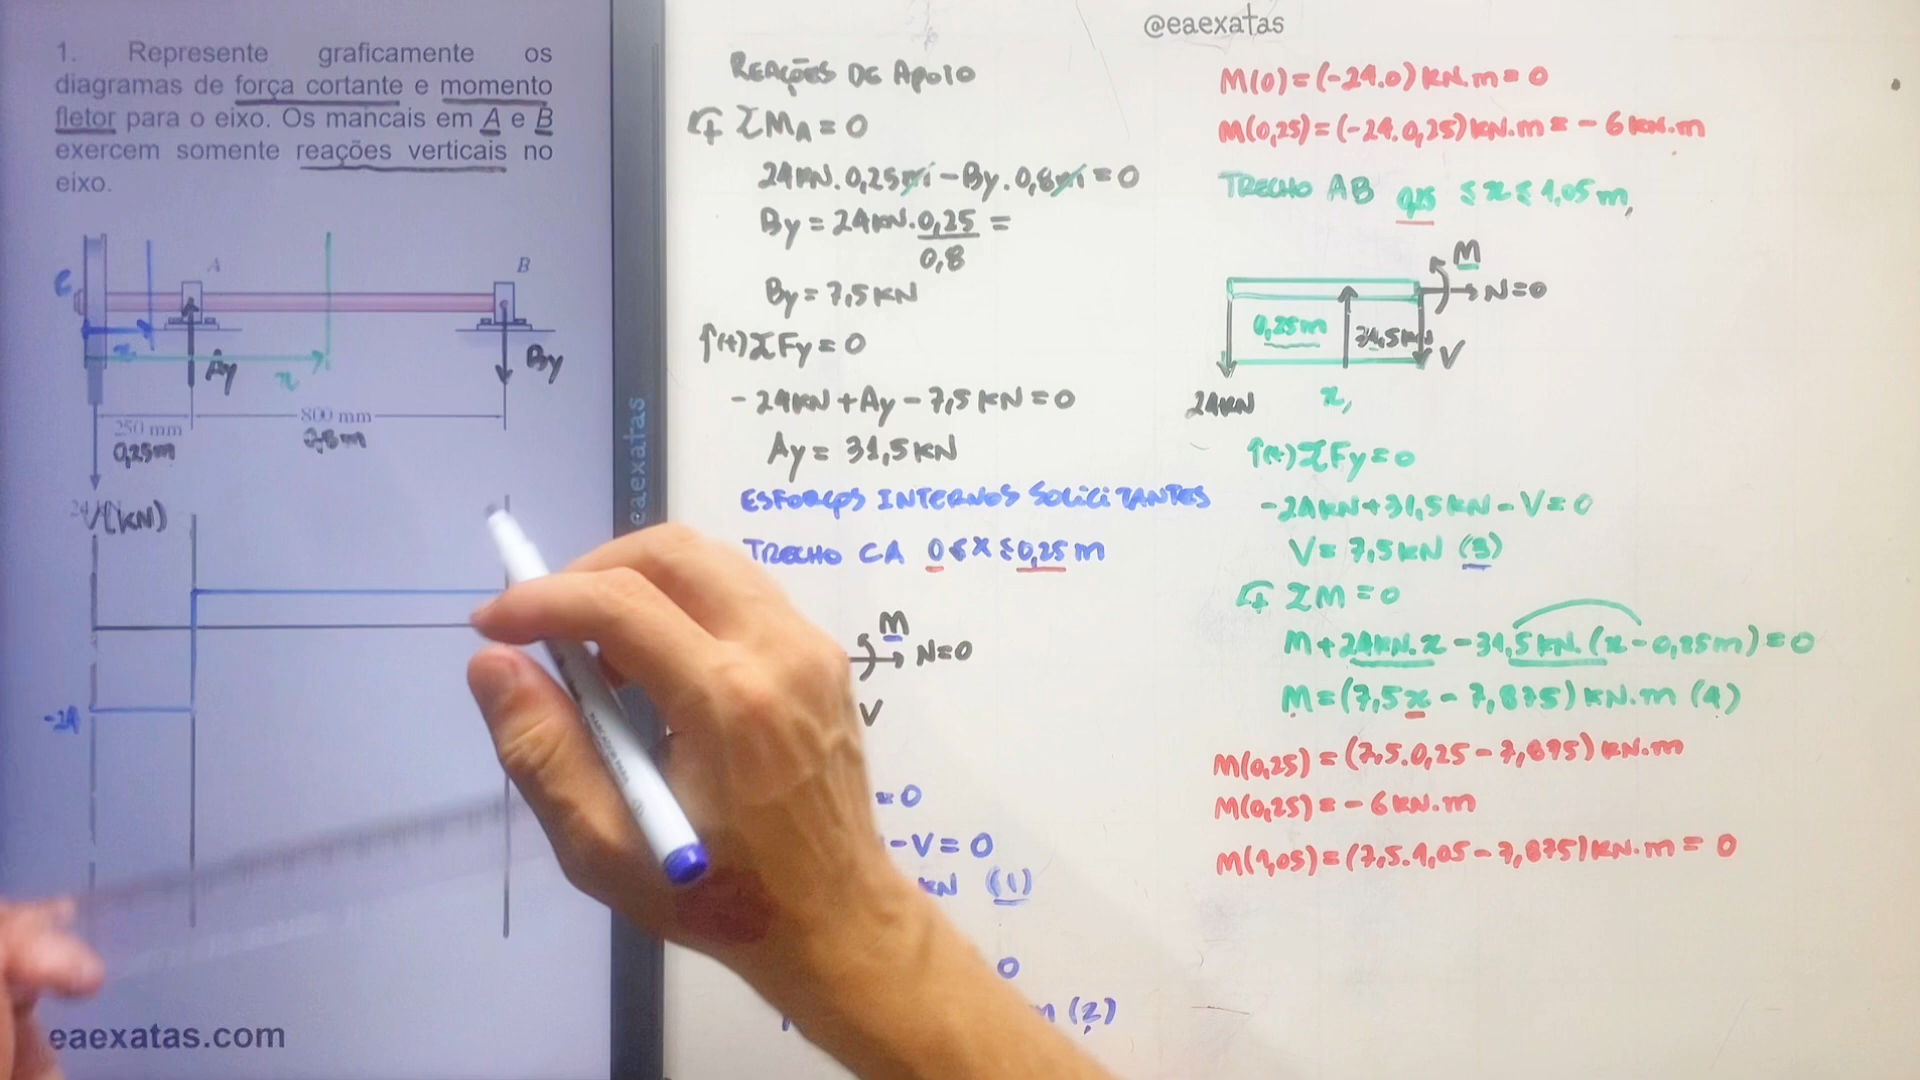 @eaexatas
1. Represente graficamente os
diagramas de força cortante e momento
fletor para o eixo. Os mancais em A e B
exercem somente reações verticais no
eixo.
C
A
B
x
x
Ay
By
250 mm
0,25m
800 mm
0,8m
V(kN)
-24
eaexatas.com
eaexatas
REAÇÕES DE APOIO
ΣMA = 0
24kN.0,25m - By.0,8m = 0
By = 24kN.0,25 =
0,8
By = 7,5kN
↑(+)ΣFy = 0
-24kN + Ay - 7,5kN = 0
Ay = 31,5kN
ESFORÇOS INTERNOS SOLICITANTES
TRECHO CA 0≤x≤0,25m
M
N=0
V
=0
-V=0
kN (1)
0
m (2)
M(0) = (-24.0)kN.m = 0
M(0,25) = (-24.0,25)kN.m = -6kN.m
TRECHO AB 0,25 ≤ x ≤ 1,05m
M
N=0
0,25m
31,5kN
V
24kN
x
↑(+)ΣFy = 0
-24kN+31,5kN-V=0
V = 7,5kN (3)
ΣM = 0
M+24kN.x-31,5kN.(x-0,25m)=0
M=(7,5x-7,875)kN.m (4)
M(0,25) = (7,5.0,25-7,875)kN.m
M(0,25) = -6kN.m
M(1,05) = (7,5.1,05-7,875)kN.m = 0